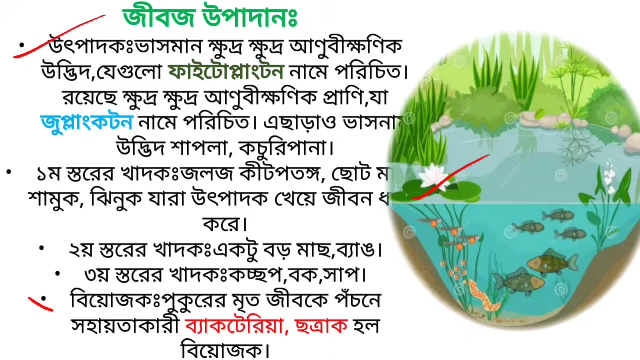 জীবজ উপাদানঃ
• উৎপাদকঃভাসমান ক্ষুদ্র ক্ষুদ্র আণুবীক্ষণিক
উদ্ভিদ,যেগুলো ফাইটোপ্লাংটন নামে পরিচিত।
রয়েছে ক্ষুদ্র ক্ষুদ্র আণুবীক্ষণিক প্রাণি,যা
জুপ্লাংকটন নামে পরিচিত। এছাড়াও ভাসনান
উদ্ভিদ শাপলা, কচুরিপানা।
• ১ম স্তরের খাদকঃজলজ কীটপতঙ্গ, ছোট
শামুক, ঝিনুক যারা উৎপাদক খেয়ে জীবন
করে।
• ২য় স্তরের খাদকঃএকটু বড় মাছ,ব্যাঙ।
• ৩য় স্তরের খাদকঃকচ্ছপ,বক,সাপ।
• বিয়োজকঃপুকুরের মৃত জীবকে পঁচনে
সহায়তাকারী ব্যাকটেরিয়া, ছত্রাক হল
বিয়োজক।